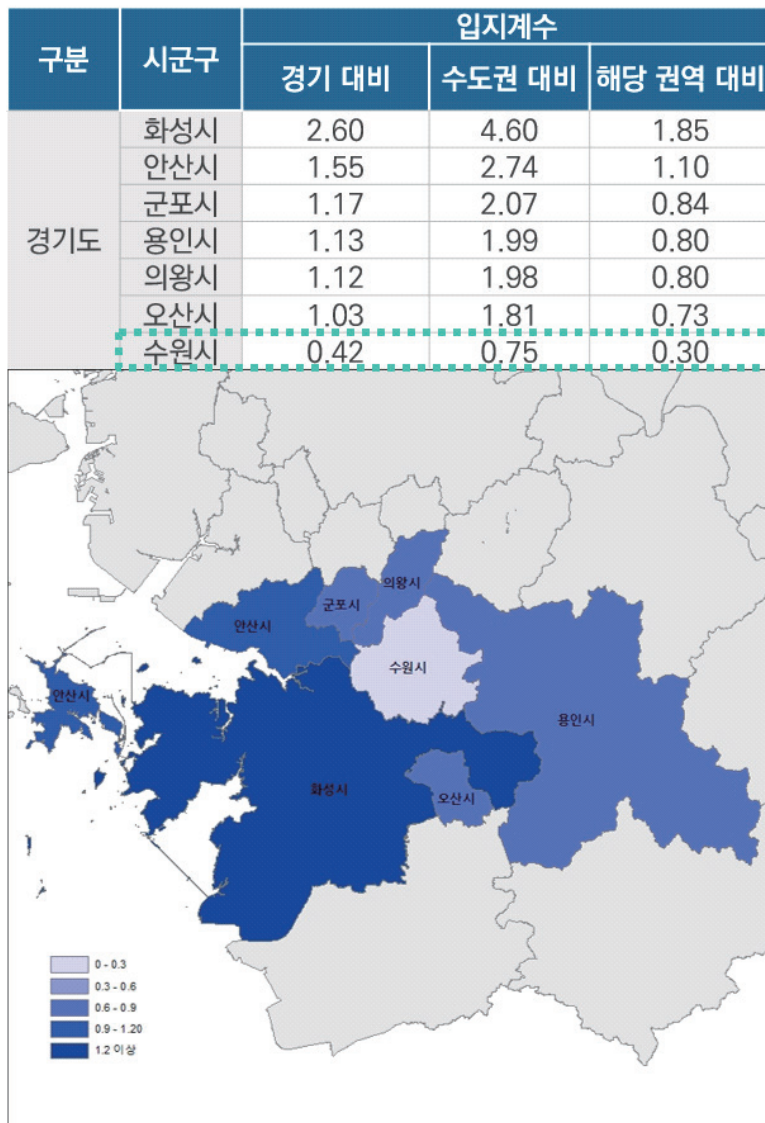 구분 시군구 입지계수
경기 대비 수도권 대비 해당 권역 대비
경기도
화성시 2.60 4.60 1.85
안산시 1.55 2.74 1.10
군포시 1.17 2.07 0.84
용인시 1.13 1.99 0.80
의왕시 1.12 1.98 0.80
오산시 1.03 1.81 0.73
수원시 0.42 0.75 0.30
의왕시
군포시
안산시
수원시
안산시
용인시
화성시
오산시
0 - 0.3
0.3 - 0.6
0.6 - 0.9
0.9 - 1.20
1.2 이상